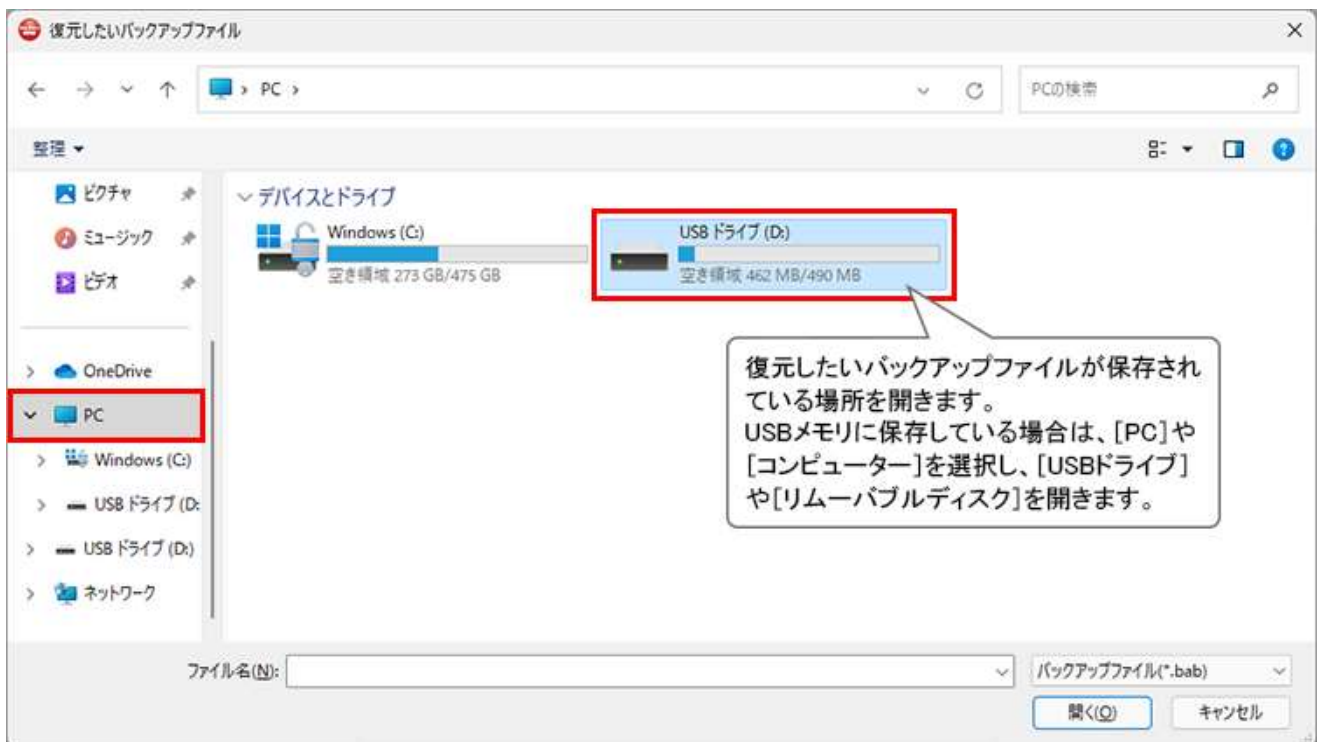 復元したいバックアップファイル
PC
PCの検索
整理
ピクチャ
ミュージック
ビデオ
OneDrive
PC
Windows (C:)
USB ドライブ (D:
USB ドライブ (D:)
ネットワーク
デバイスとドライブ
Windows (C:)
空き領域 273 GB/475 GB
USB ドライブ (D:)
空き領域 462 MB/490 MB
復元したいバックアップファイルが保存され
ている場所を開きます。
USBメモリに保存している場合は、[PC]や
[コンピューター]を選択し、[USBドライブ]
や[リムーバブルディスク]を開きます。
ファイル名(N):
バックアップファイル(*.bab)
開く(O)
キャンセル